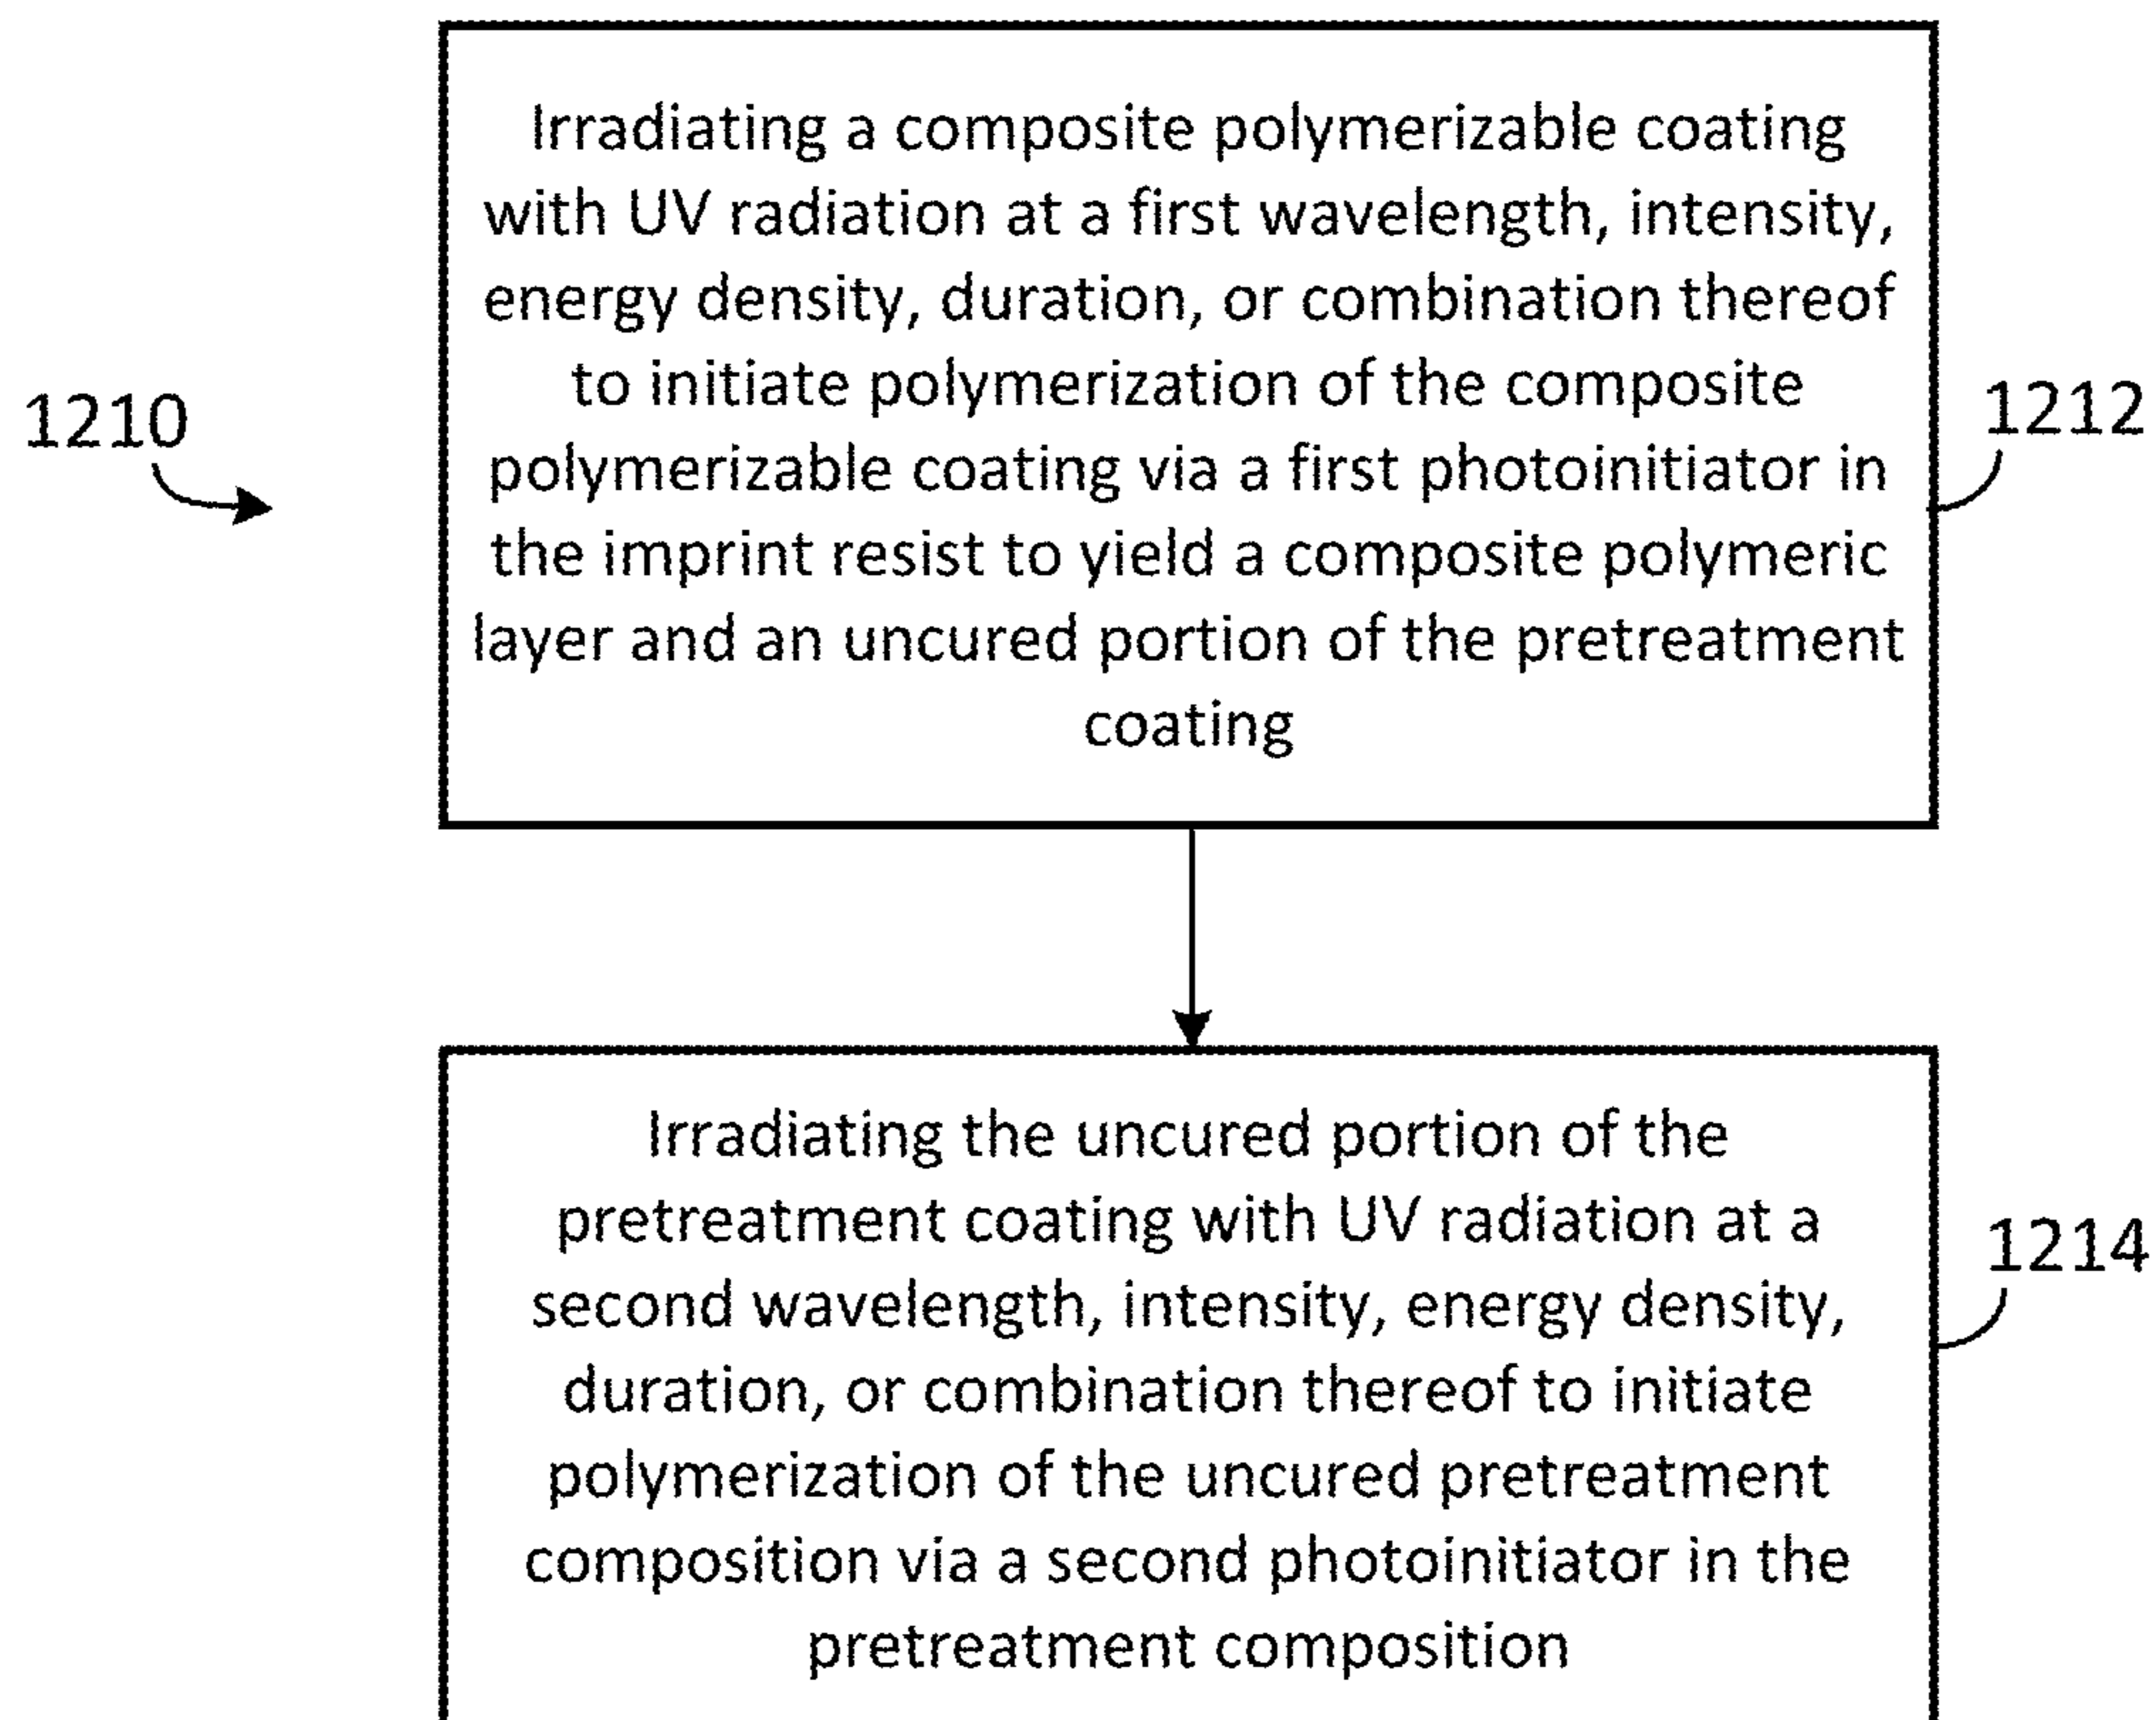 Irradiating a composite polymerizable coating
with UV radiation at a first wavelength, intensity,
energy density, duration, or combination thereof
to initiate polymerization of the composite
polymerizable coating via a first photoinitiator in
the imprint resist to yield a composite polymeric
layer and an uncured portion of the pretreatment
coating
1210
1212
Irradiating the uncured portion of the
pretreatment coating with UV radiation at a
second wavelength, intensity, energy density,
duration, or combination thereof to initiate
polymerization of the uncured pretreatment
composition via a second photoinitiator in the
pretreatment composition
1214